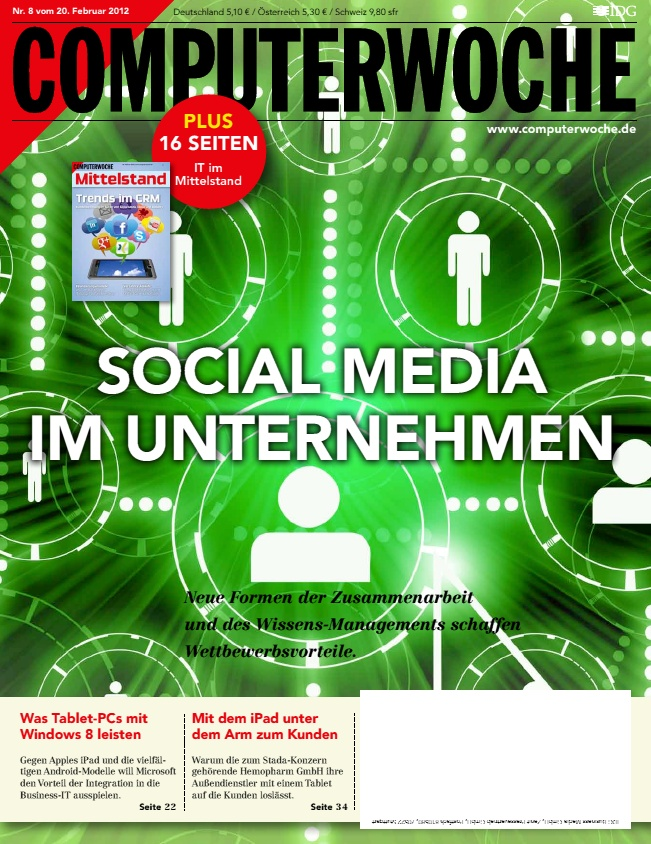 Nr. 8 vom 20. Februar 2012
Deutschland 5,10 € / Österreich 5,30 € / Schweiz 9,80 sfr
IDG
COMPUTERWOCHE
www.computerwoche.de
PLUS
16 SEITEN
IT im
Mittelstand
COMPUTERWOCHE
Mittelstand
Trends im CRM
SOCIAL MEDIA
IM UNTERNEHMEN
Neue Formen der Zusammenarbeit
und des Wissens-Managements schaffen
Wettbewerbsvorteile.
Was Tablet-PCs mit
Windows 8 leisten
Gegen Apples iPad und die vielfäl-
tigen Android-Modelle will Microsoft
den Vorteil der Integration in die
Business-IT ausspielen.
Seite 22
Mit dem iPad unter
dem Arm zum Kunden
Warum die zum Stada-Konzern
gehörende Hemopharm GmbH ihre
Außendienstler mit einem Tablet
auf die Kunden loslässt.
Seite 34